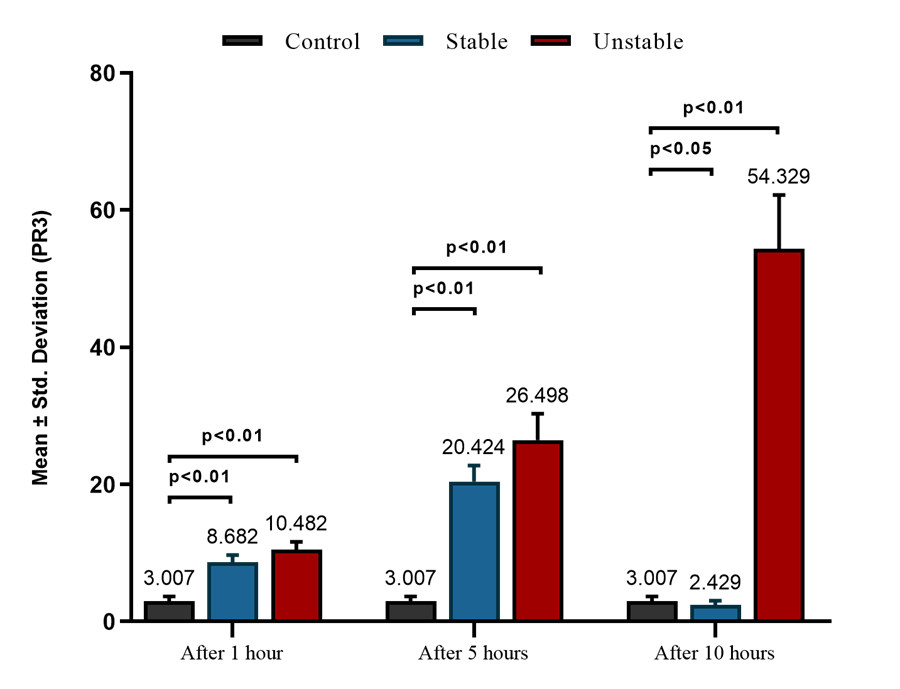 Control Stable Unstable
Mean ± Std. Deviation (PR3)
80
60
40
20
0
p<0.01
p<0.01
3.007
8.682
10.482
After 1 hour
p<0.01
p<0.01
3.007
20.424
26.498
After 5 hours
p<0.01
p<0.05
3.007
2.429
54.329
After 10 hours